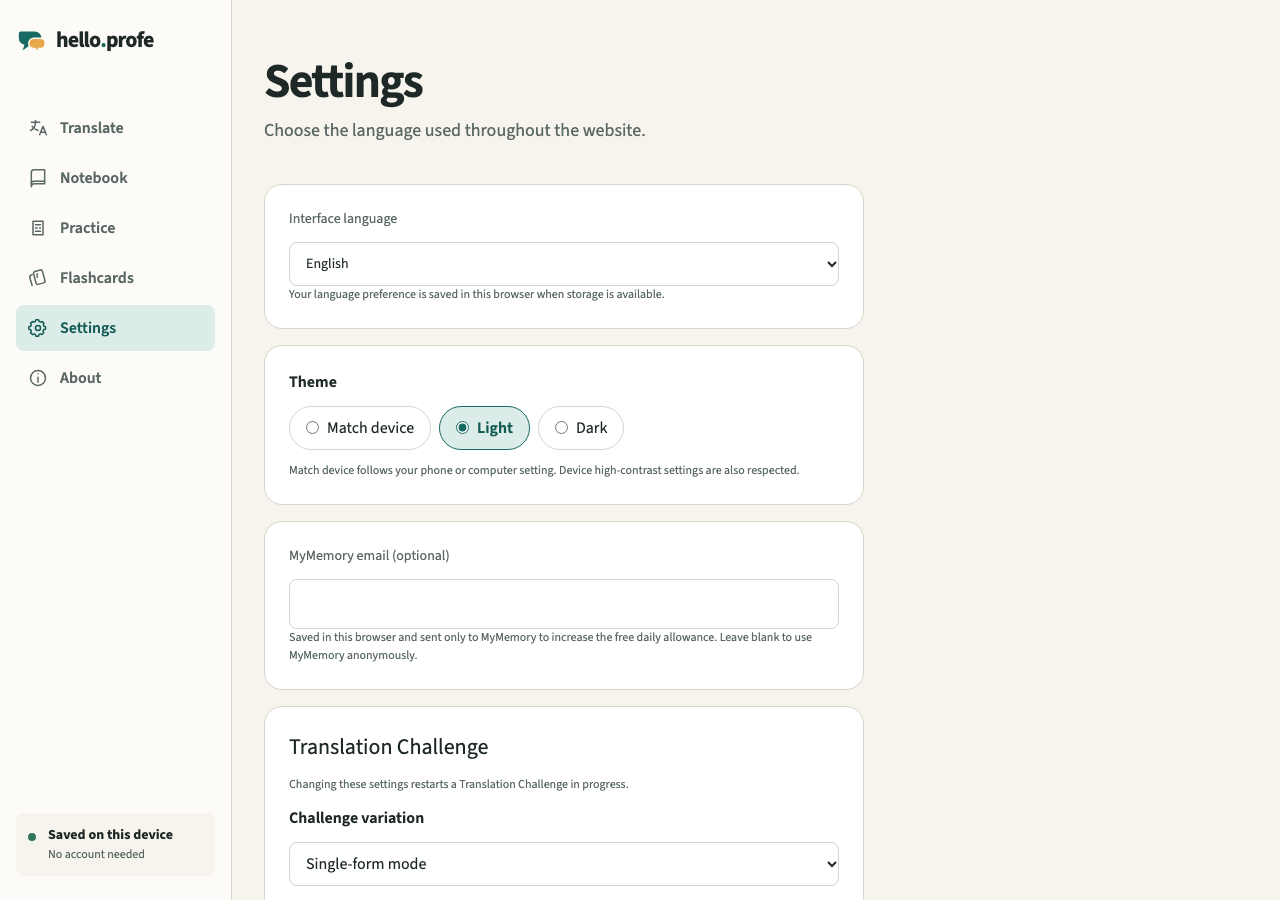 hello.profe
Translate
Notebook
Practice
Flashcards
Settings
About
Saved on this device
No account needed
Settings
Choose the language used throughout the website.
Interface language
English
Your language preference is saved in this browser when storage is available.
Theme
Match device
Light
Dark
Match device follows your phone or computer setting. Device high-contrast settings are also respected.
MyMemory email (optional)
Saved in this browser and sent only to MyMemory to increase the free daily allowance. Leave blank to use
MyMemory anonymously.
Translation Challenge
Changing these settings restarts a Translation Challenge in progress.
Challenge variation
Single-form mode